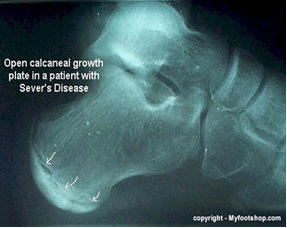 Open calcaneal growth
plate in a patient with
Sever's Disease
copyright - Myfootshop.com